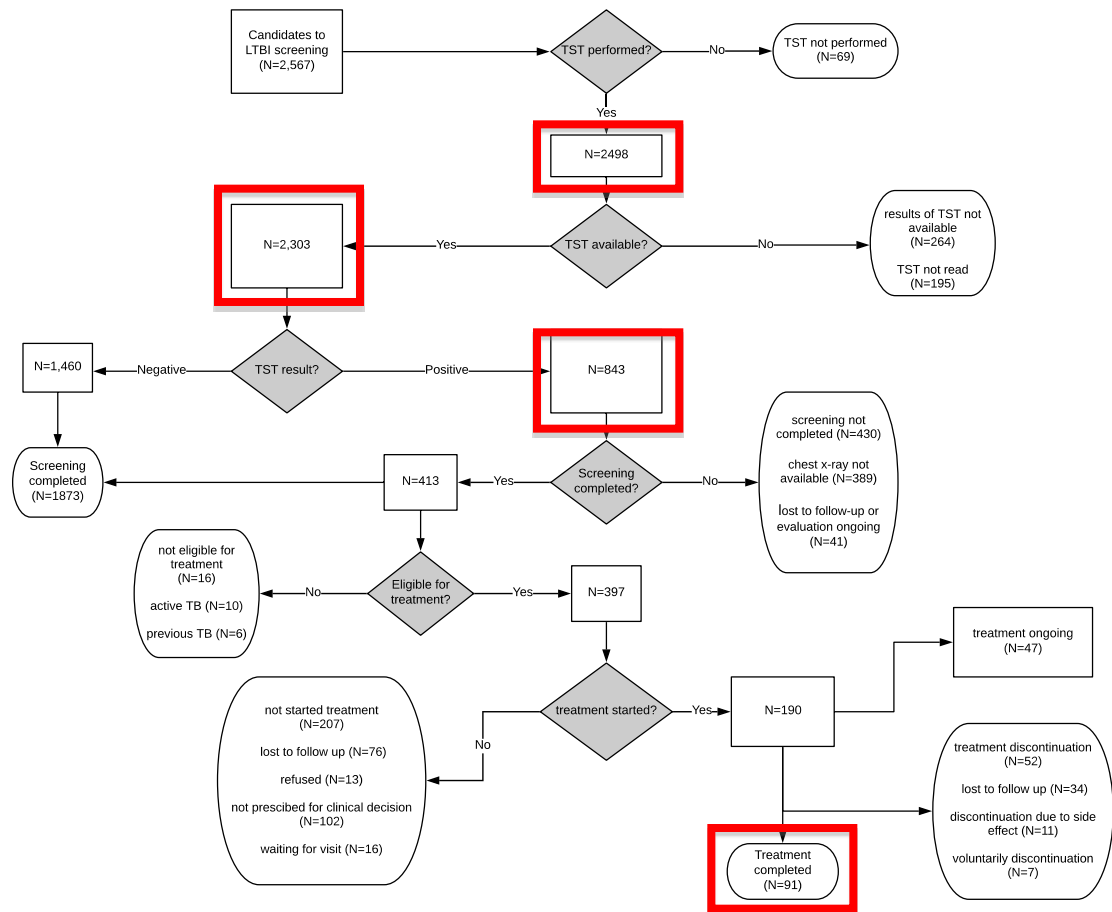 Candidates to
LTBI screening
(N=2,567)
TST performed?
No
TST not performed
(N=69)
Yes
N=2498
N=2,303
Yes
TST available?
No
results of TST not
available
(N=264)
TST not read
(N=195)
N=1,460
Negative
TST result?
Positive
N=843
Screening
completed
(N=1873)
N=413
Yes
Screening
completed?
No
screening not
completed (N=430)
chest x-ray not
available (N=389)
lost to follow-up or
evaluation ongoing
(N=41)
not eligible for
treatment
(N=16)
active TB (N=10)
previous TB (N=6)
No
Eligible for
treatment?
Yes
N=397
treatment ongoing
(N=47)
not started treatment
(N=207)
lost to follow up (N=76)
refused (N=13)
not prescibed for clinical decision
(N=102)
waiting for visit (N=16)
No
treatment started?
Yes
N=190
treatment discontinuation
(N=52)
lost to follow up (N=34)
discontinuation due to side
effect (N=11)
voluntarily discontinuation
(N=7)
Treatment
completed
(N=91)